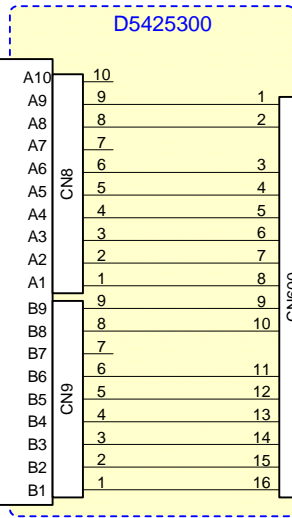 D5425300
A10 10
A9 9 1
A8 8 2
A7 7
A6 6 3
A5 5 4
A4 4 5
A3 3 6
A2 2 7
A1 1 8
CN8
B9 9 9
B8 8 10
B7 7
B6 6 11
B5 5 12
B4 4 13
B3 3 14
B2 2 15
B1 1 16
CN9